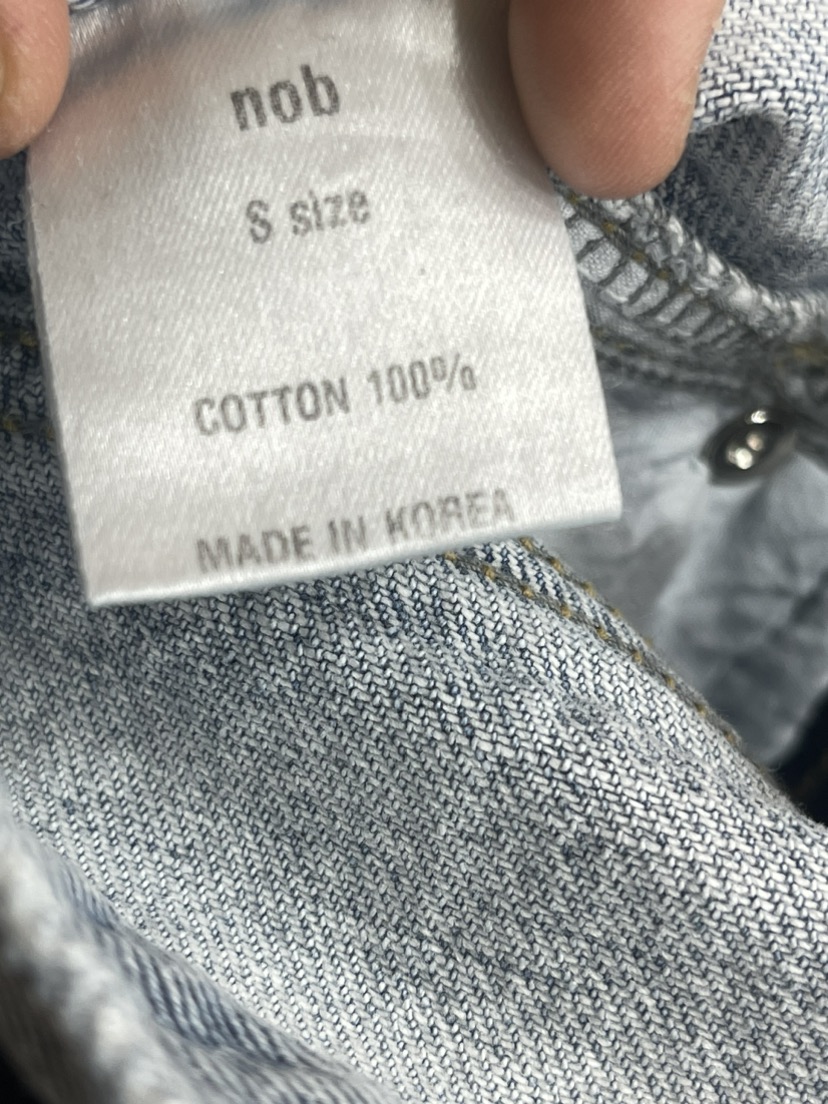 nob
S size
COTTON 100%
MADE IN KOREA